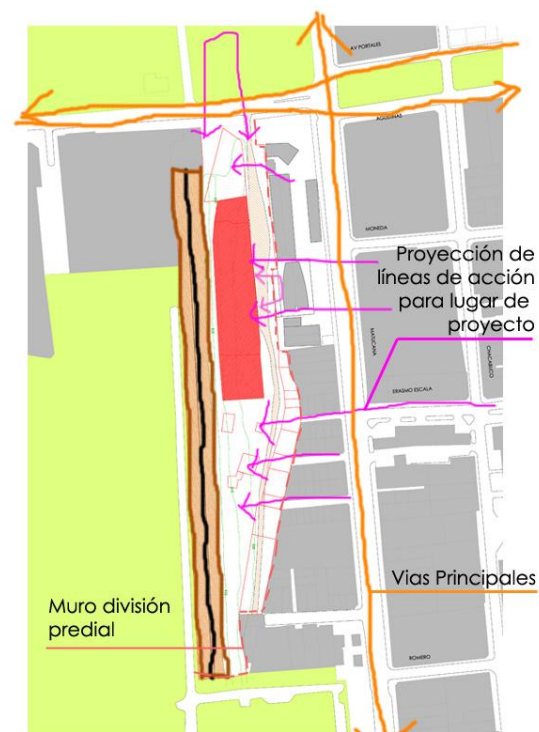 AV PORTALES
AGUSTINAS
MONEDA
Proyección de
líneas de acción
para lugar de
proyecto
MATUCANA
CHACABUCO
ERASMO ESCALA
Vias Principales
Muro división
predial
ROMERO